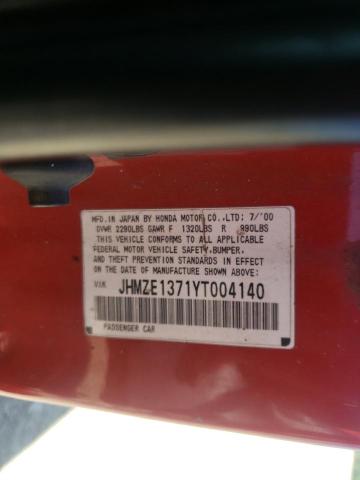 MFD. IN JAPAN BY HONDA MOTOR CO.,LTD: 7/'00
GVWR 2290LBS GAWR F 1320LBS R 990LBS
THIS VEHICLE CONFORMS TO ALL APPLICABLE
FEDERAL MOTOR VEHICLE SAFETY,BUMPER,
AND THEFT PREVENTION STANDARDS IN EFFECT
ON THE DATE OF MANUFACTURE SHOWN ABOVE:
V.I.N. JHMZE1371YT004140
PASSENGER CAR